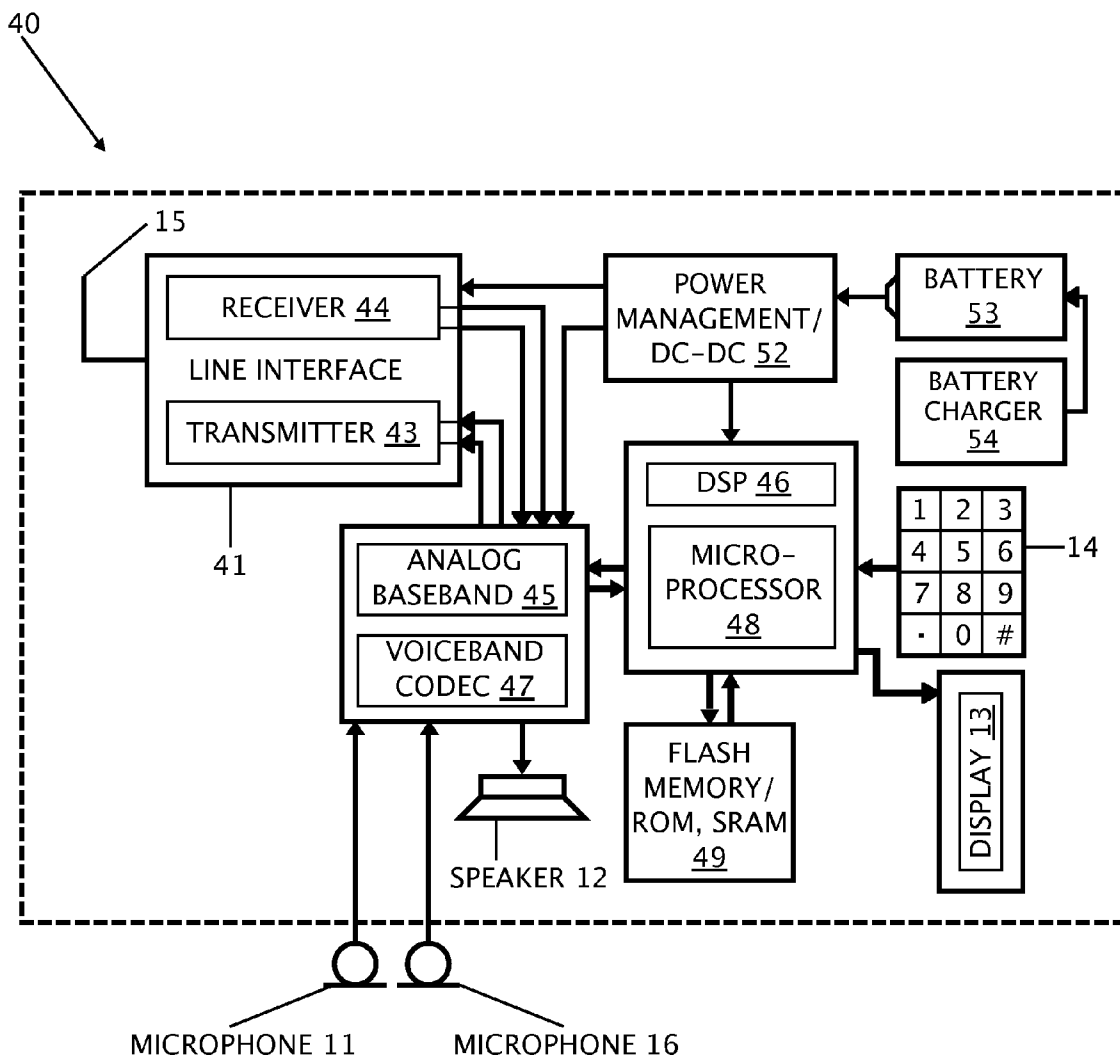 40
15
RECEIVER 44
LINE INTERFACE
TRANSMITTER 43
41
POWER
MANAGEMENT/
DC-DC 52
BATTERY
53
BATTERY
CHARGER
54
DSP 46
MICRO-
PROCESSOR
48
1 2 3
4 5 6
7 8 9
· 0 #
14
ANALOG
BASEBAND 45
VOICEBAND
CODEC 47
FLASH
MEMORY/
ROM, SRAM
49
DISPLAY 13
SPEAKER 12
MICROPHONE 11
MICROPHONE 16